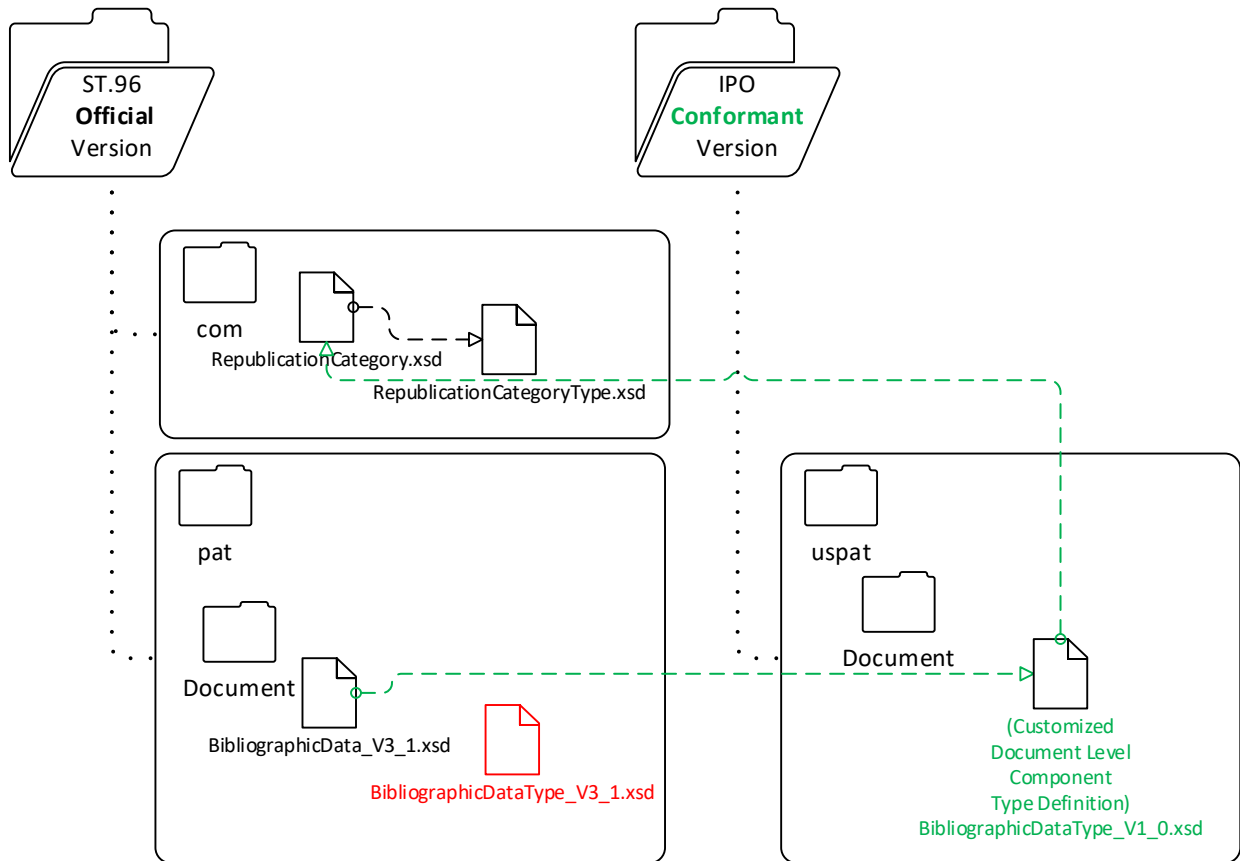 ST.96
Official
Version
IPO
Conformant
Version
com
RepublicationCategory.xsd
RepublicationCategoryType.xsd
pat
Document
BibliographicData_V3_1.xsd
BibliographicDataType_V3_1.xsd
uspat
Document
(Customized
Document Level
Component
Type Definition)
BibliographicDataType_V1_0.xsd